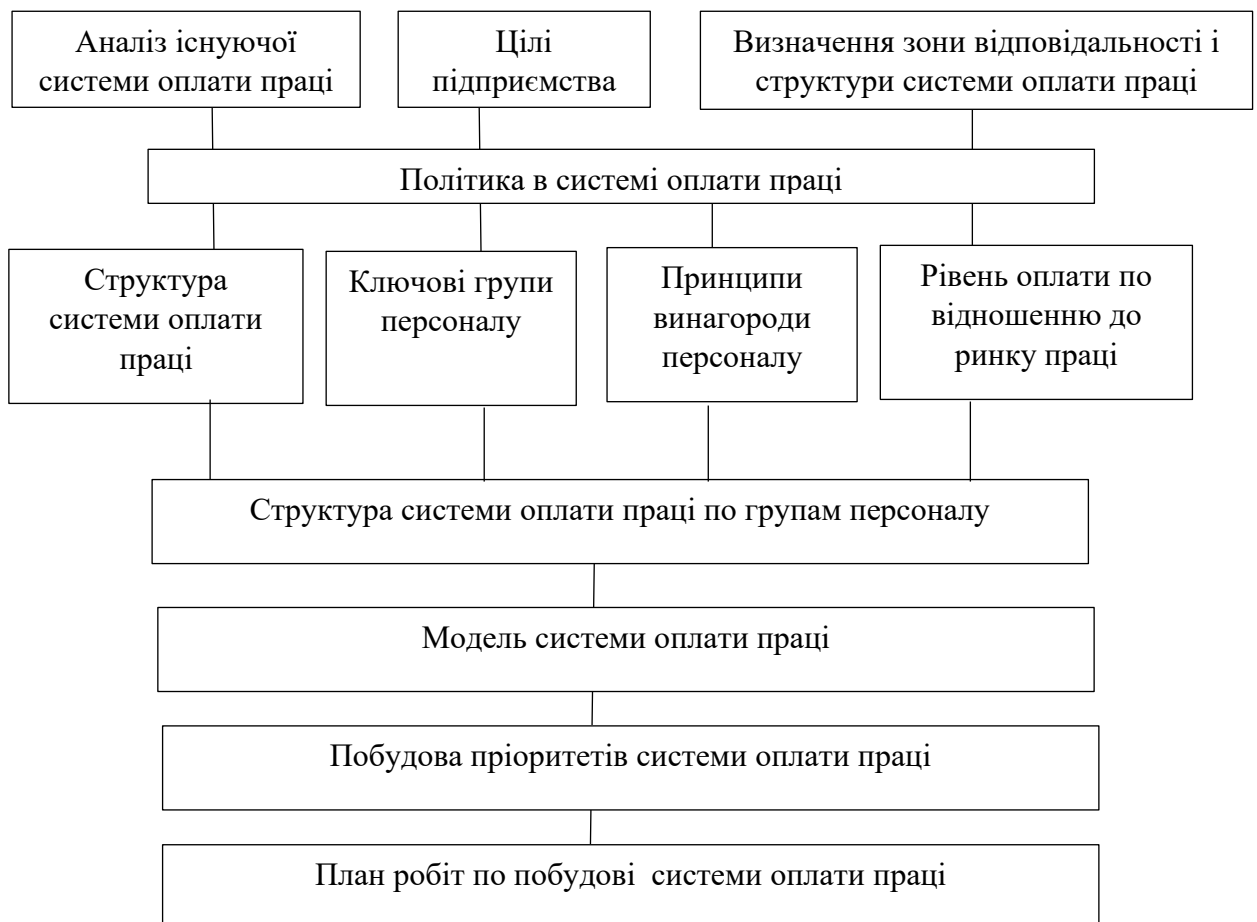 Аналіз існуючої
системи оплати праці
Цілі
підприємства
Визначення зони відповідальності і
структури системи оплати праці
Політика в системі оплати праці
Структура
системи оплати
праці
Ключові групи
персоналу
Принципи
винагороди
персоналу
Рівень оплати по
відношенню до
ринку праці
Структура системи оплати праці по групам персоналу
Модель системи оплати праці
Побудова пріоритетів системи оплати праці
План робіт по побудові системи оплати праці